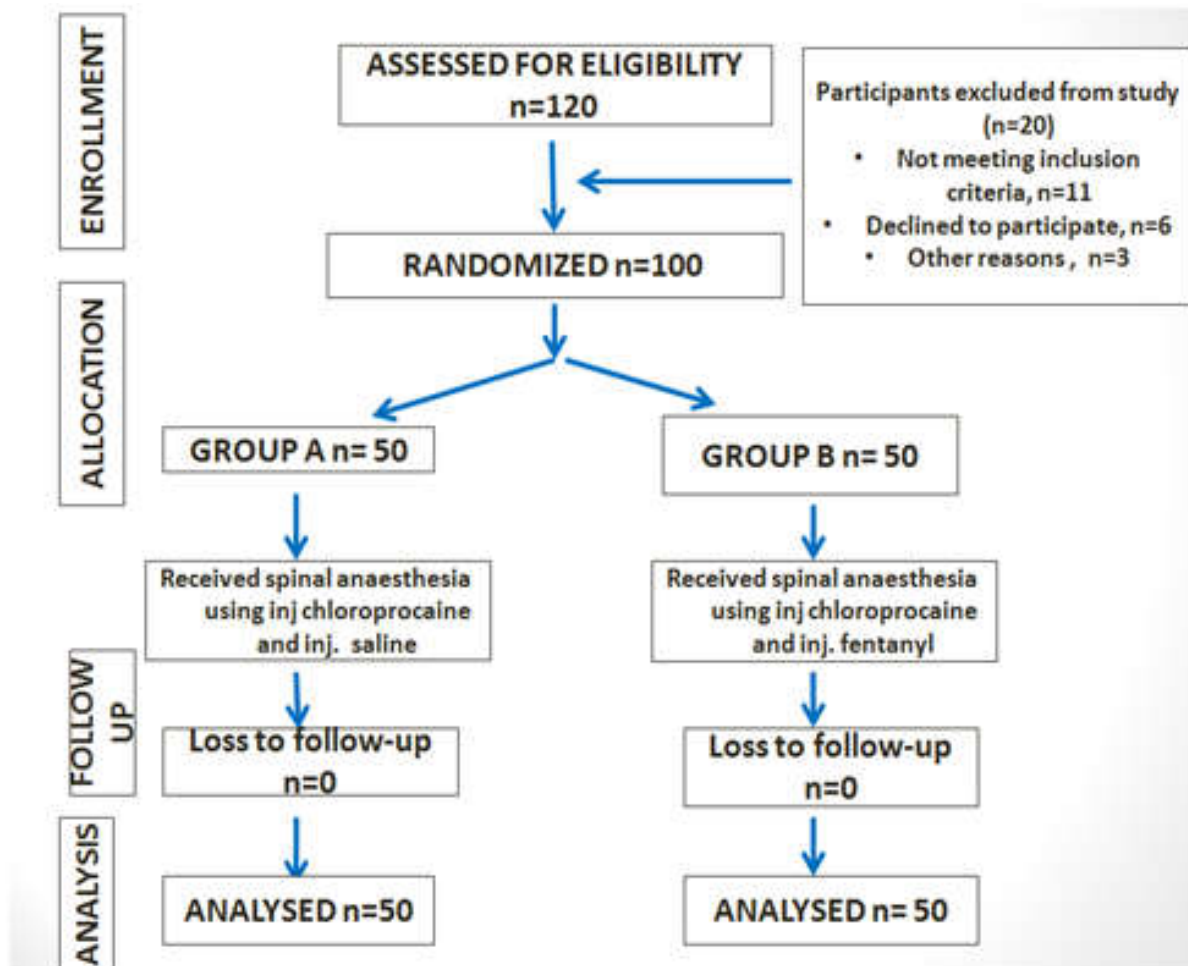 ENROLLMENT
ASSESSED FOR ELIGIBILITY
n=120
Participants excluded from study
(n=20)
• Not meeting inclusion
criteria, n=11
• Declined to participate, n=6
• Other reasons , n=3
RANDOMIZED n=100
ALLOCATION
GROUP A n= 50
GROUP B n= 50
Received spinal anaesthesia
using inj chloroprocaine
and inj. saline
Received spinal anaesthesia
using inj chloroprocaine
and inj. fentanyl
FOLLOW
UP
Loss to follow-up
n=0
Loss to follow-up
n=0
ANALYSIS
ANALYSED n=50
ANALYSED n= 50